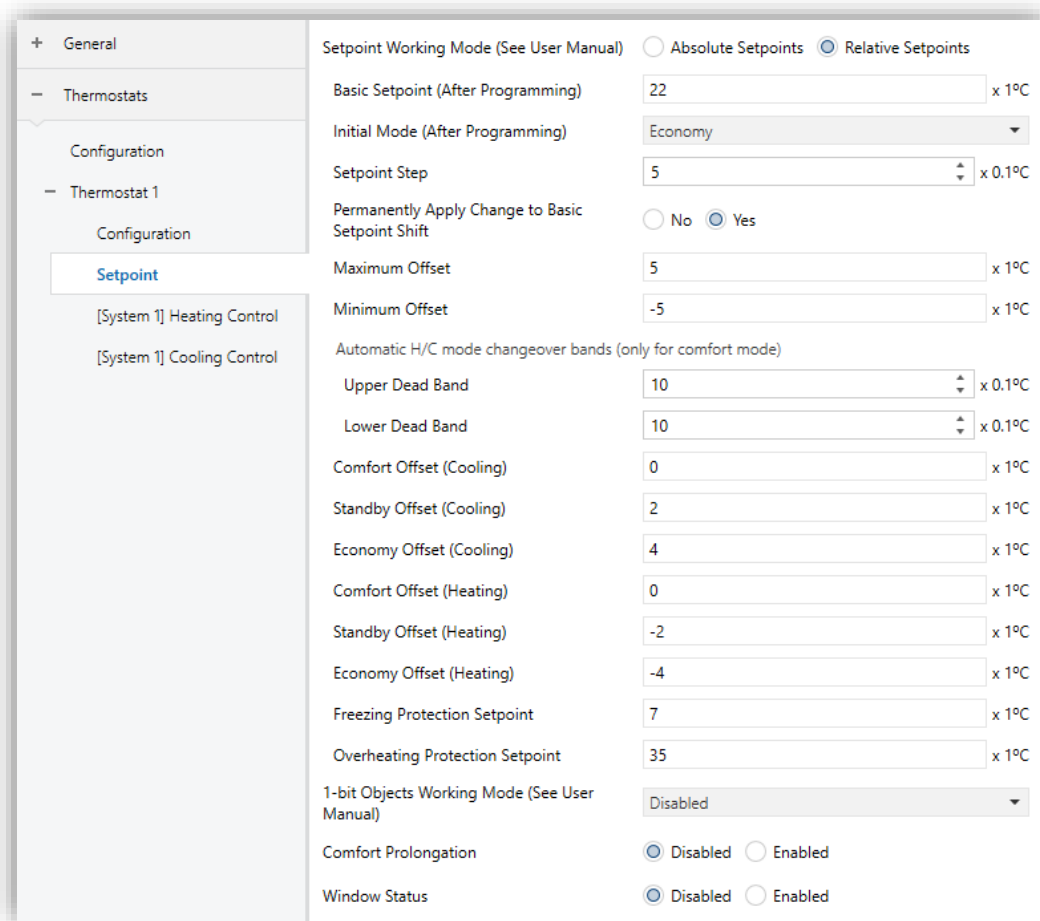 + General
− Thermostats
Configuration
− Thermostat 1
Configuration
Setpoint
[System 1] Heating Control
[System 1] Cooling Control
Setpoint Working Mode (See User Manual) Absolute Setpoints Relative Setpoints
Basic Setpoint (After Programming) 22 x 1ºC
Initial Mode (After Programming) Economy
Setpoint Step 5 x 0.1ºC
Permanently Apply Change to Basic
Setpoint Shift No Yes
Maximum Offset 5 x 1ºC
Minimum Offset -5 x 1ºC
Automatic H/C mode changeover bands (only for comfort mode)
Upper Dead Band 10 x 0.1ºC
Lower Dead Band 10 x 0.1ºC
Comfort Offset (Cooling) 0 x 1ºC
Standby Offset (Cooling) 2 x 1ºC
Economy Offset (Cooling) 4 x 1ºC
Comfort Offset (Heating) 0 x 1ºC
Standby Offset (Heating) -2 x 1ºC
Economy Offset (Heating) -4 x 1ºC
Freezing Protection Setpoint 7 x 1ºC
Overheating Protection Setpoint 35 x 1ºC
1-bit Objects Working Mode (See User
Manual) Disabled
Comfort Prolongation Disabled Enabled
Window Status Disabled Enabled